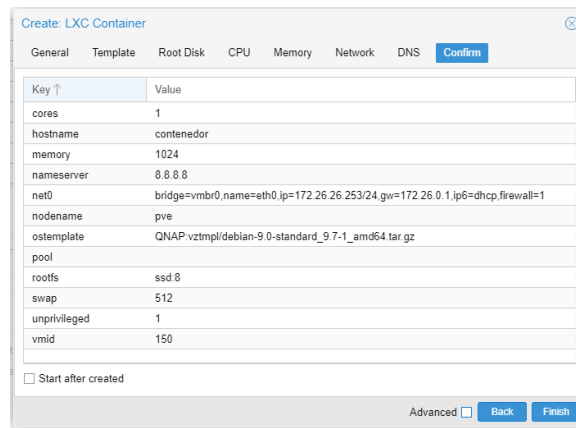 Create: LXC Container
General Template Root Disk CPU Memory Network DNS Confirm
Key ↑ Value
cores 1
hostname contenedor
memory 1024
nameserver 8.8.8.8
net0 bridge=vmbr0,name=eth0,ip=172.26.26.253/24,gw=172.26.0.1,ip6=dhcp,firewall=1
nodename pve
ostemplate QNAP:vztmpl/debian-9.0-standard_9.7-1_amd64.tar.gz
pool
rootfs ssd:8
swap 512
unprivileged 1
vmid 150
Start after created
Advanced Back Finish